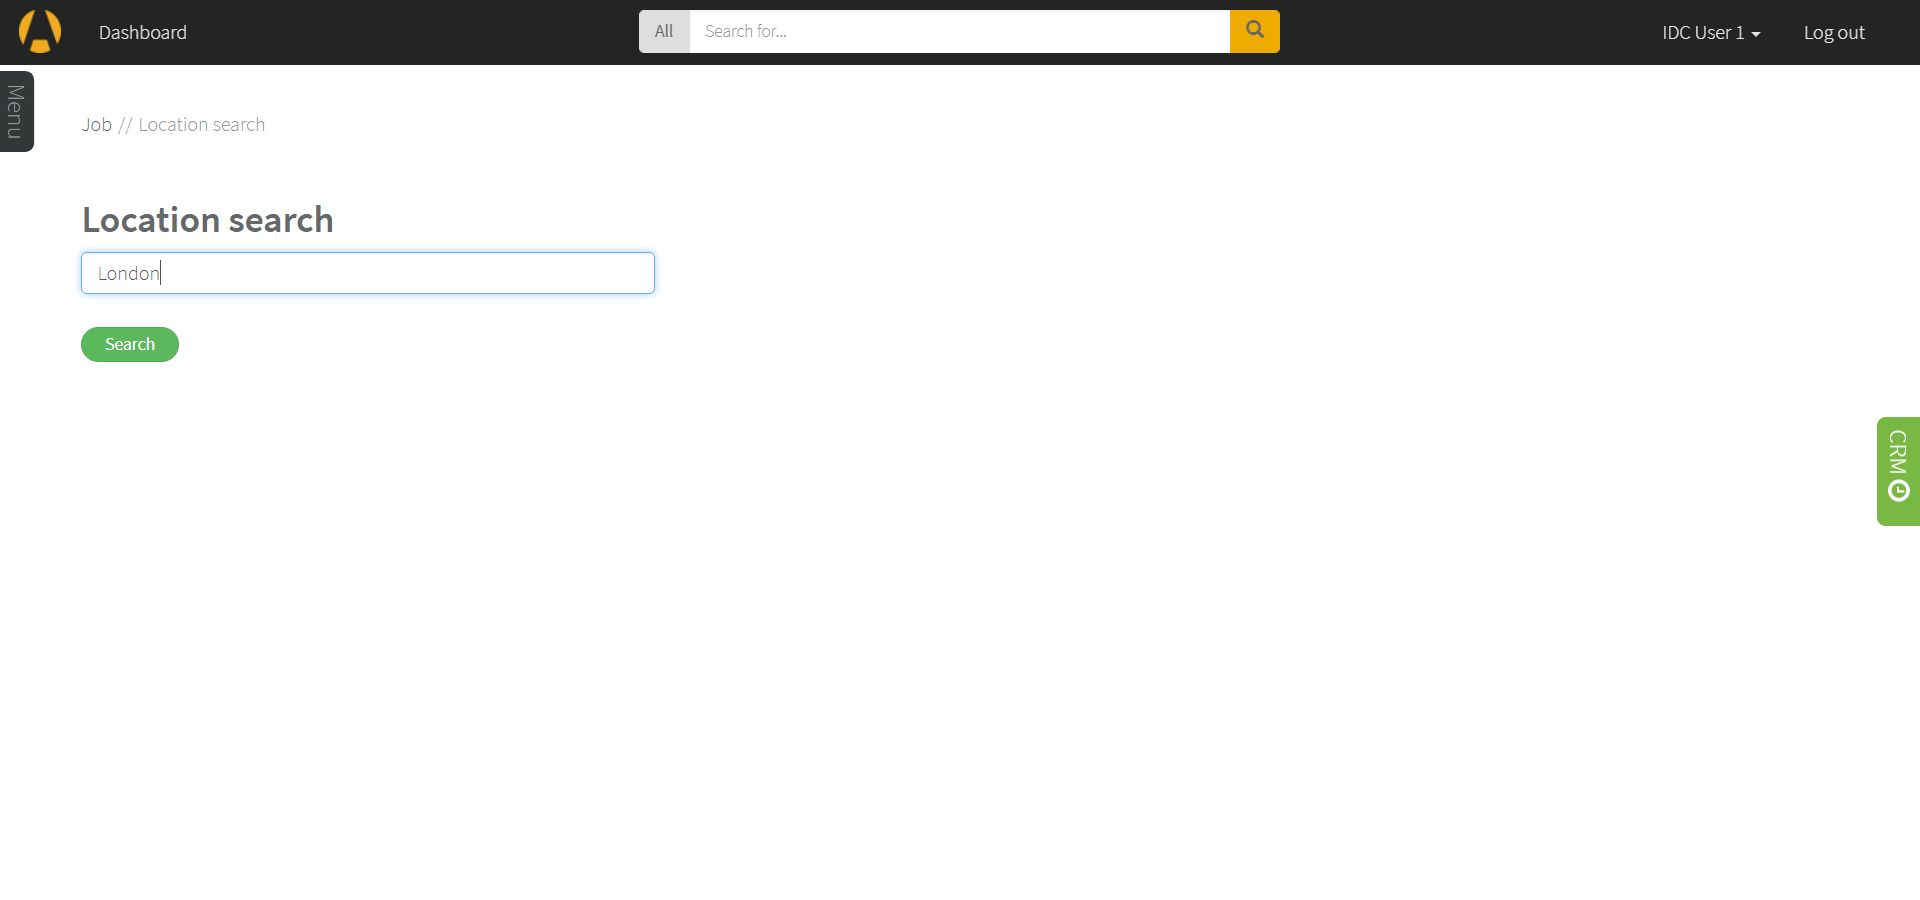 Dashboard
All
Search for...
IDC User 1
Log out
Menu
Job // Location search
Location search
London
Search
CRM